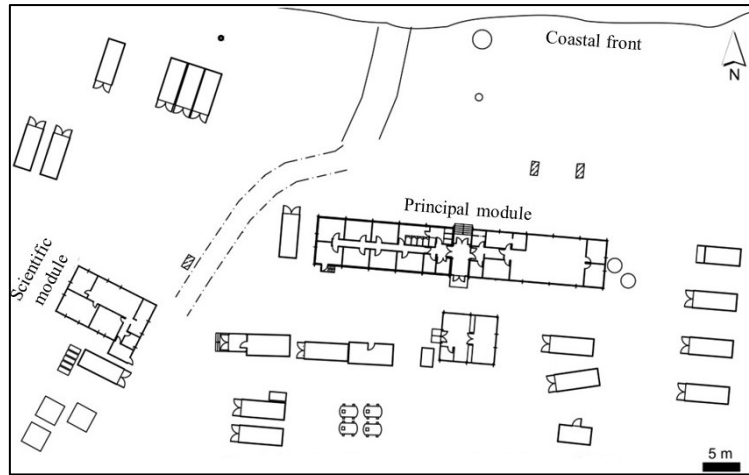 Coastal front
N
Principal module
Scientific
module
5 m